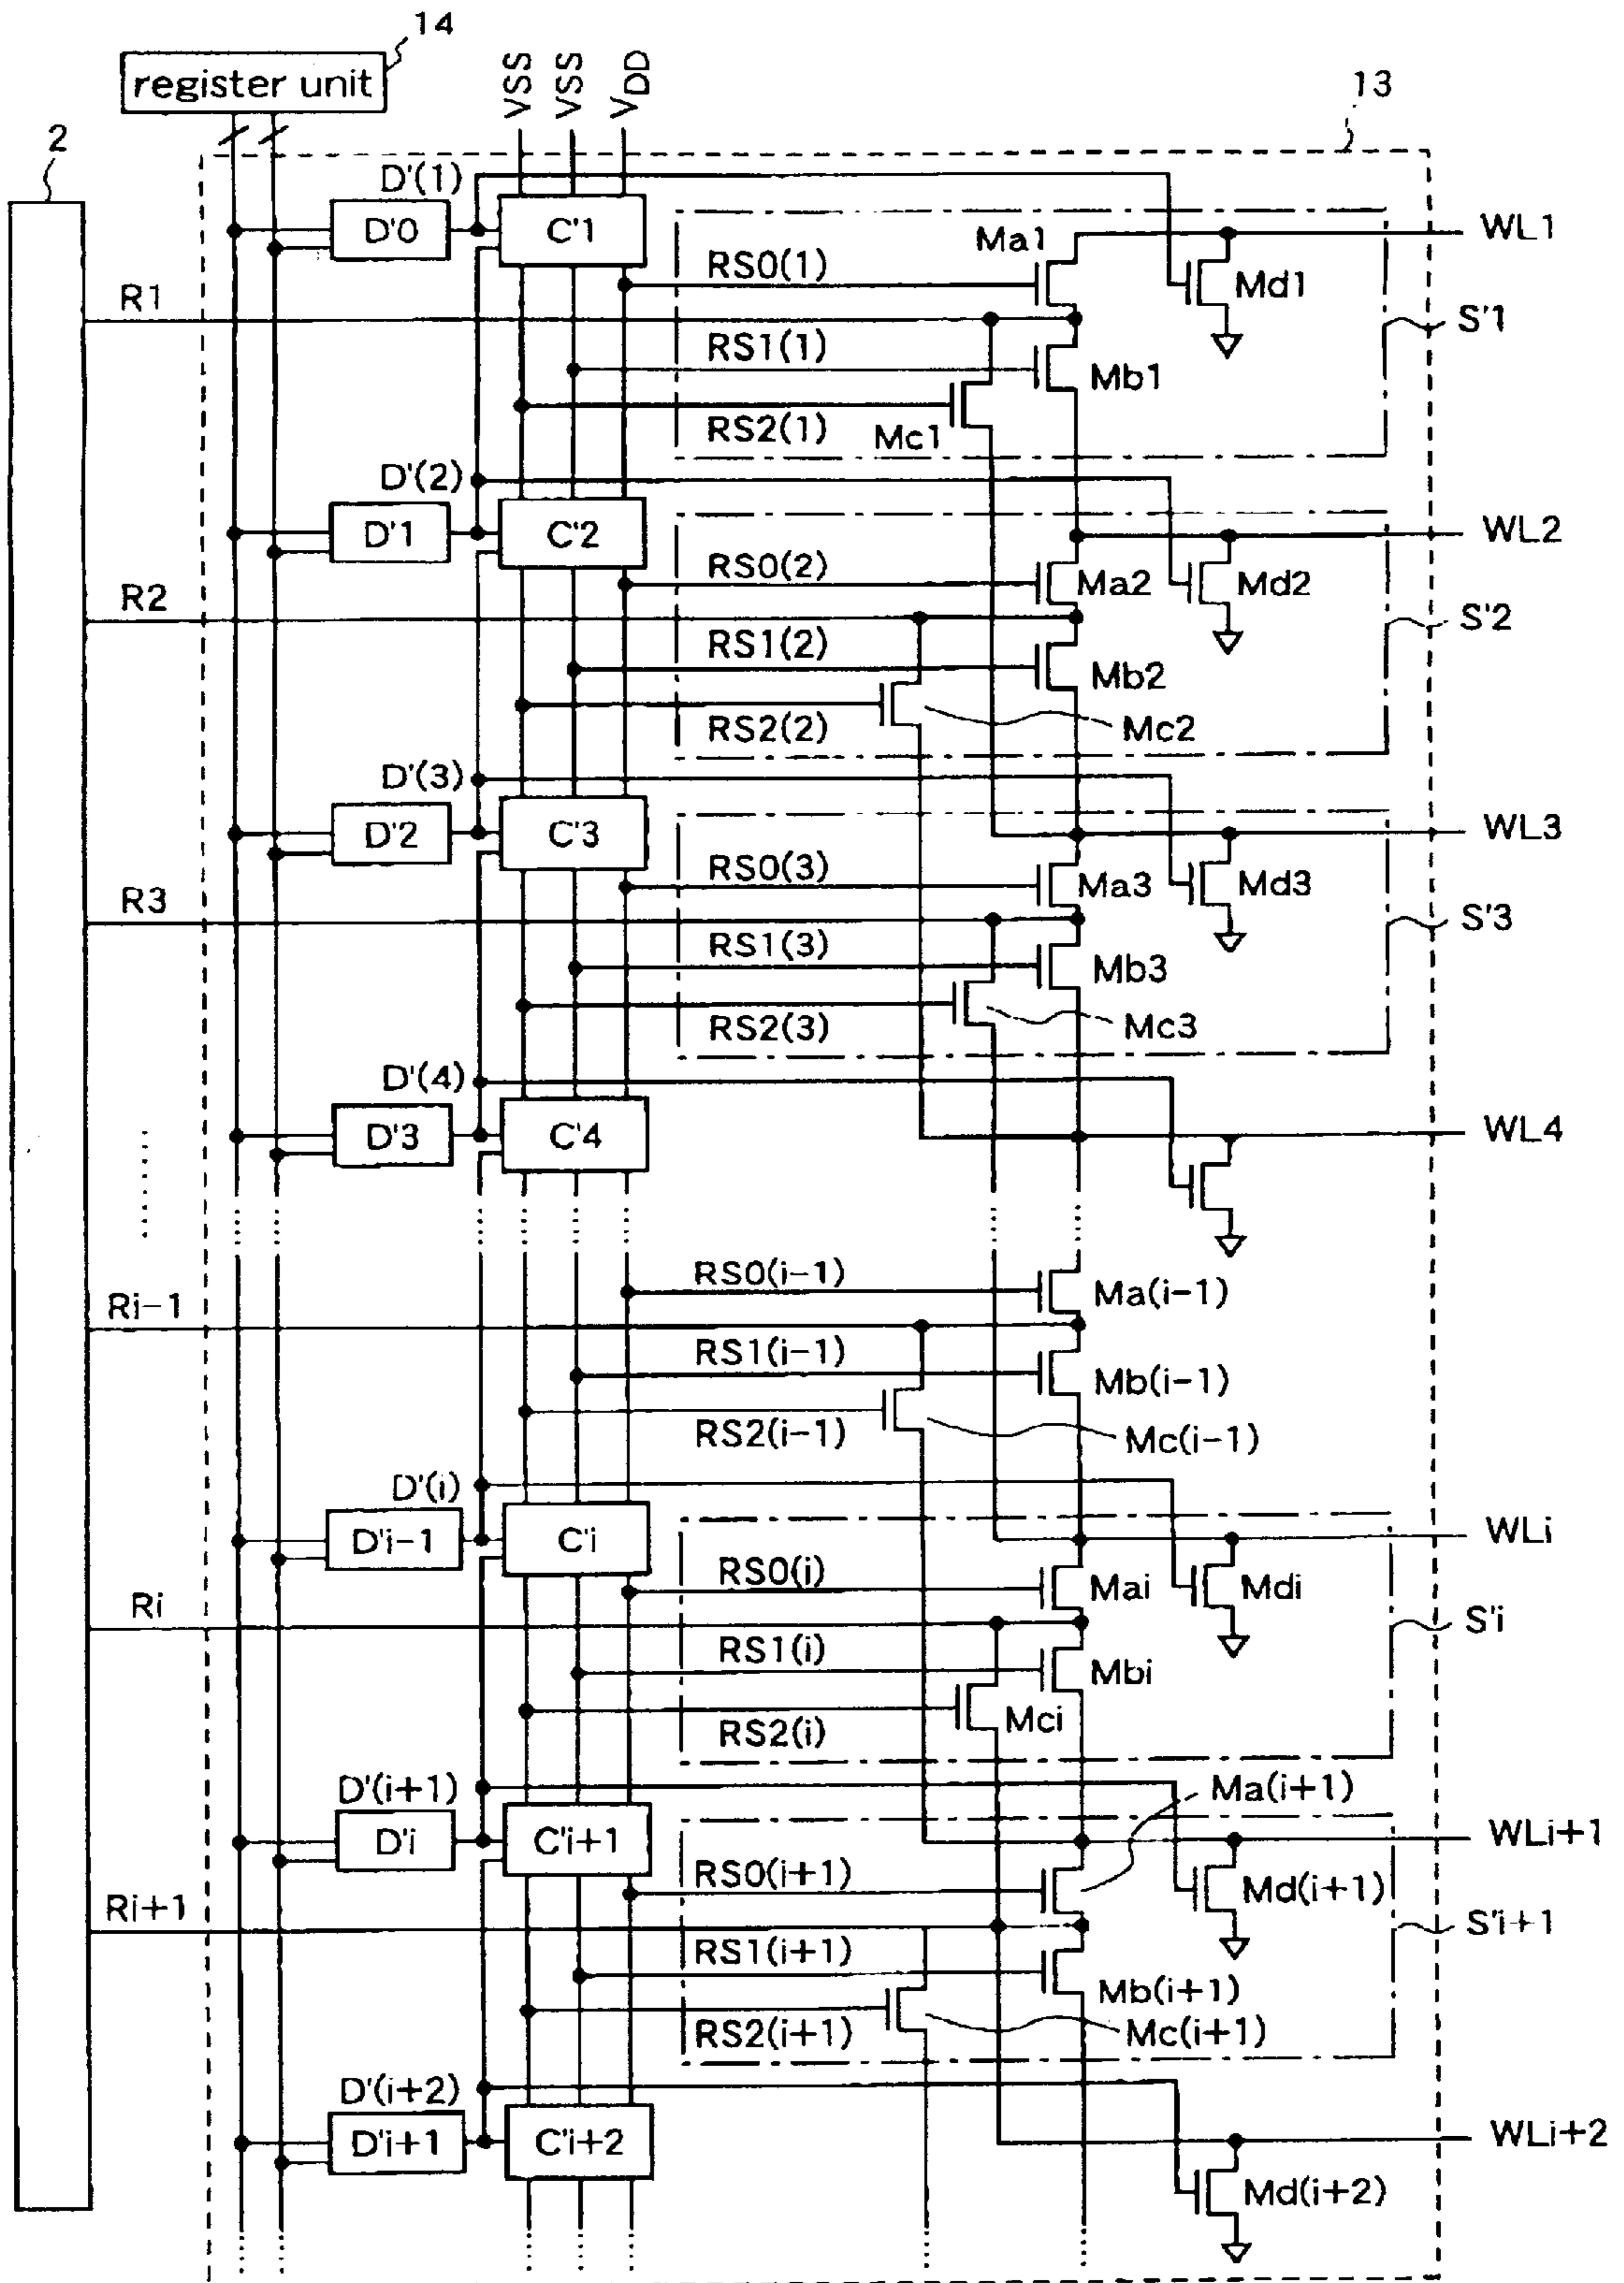 14
register unit
VSS
VSS
VDD
13
2
D'(1)
D'0
C'1
Ma1
WL1
RS0(1)
Md1
R1
S'1
RS1(1)
Mb1
RS2(1)
Mc1
D'(2)
D'1
C'2
WL2
RS0(2)
Ma2
Md2
R2
S'2
RS1(2)
Mb2
RS2(2)
Mc2
D'(3)
D'2
C'3
WL3
RS0(3)
Ma3
Md3
R3
S'3
RS1(3)
Mb3
RS2(3)
Mc3
D'(4)
D'3
C'4
WL4
RS0(i-1)
Ma(i-1)
Ri-1
RS1(i-1)
Mb(i-1)
RS2(i-1)
Mc(i-1)
D'(i)
D'i-1
C'i
WLi
RS0(i)
Mai
Mdi
Ri
S'i
RS1(i)
Mbi
RS2(i)
Mci
D'(i+1)
Ma(i+1)
D'i
C'i+1
WLi+1
RS0(i+1)
Md(i+1)
Ri+1
S'i+1
RS1(i+1)
Mb(i+1)
RS2(i+1)
Mc(i+1)
D'(i+2)
D'i+1
C'i+2
WLi+2
Md(i+2)